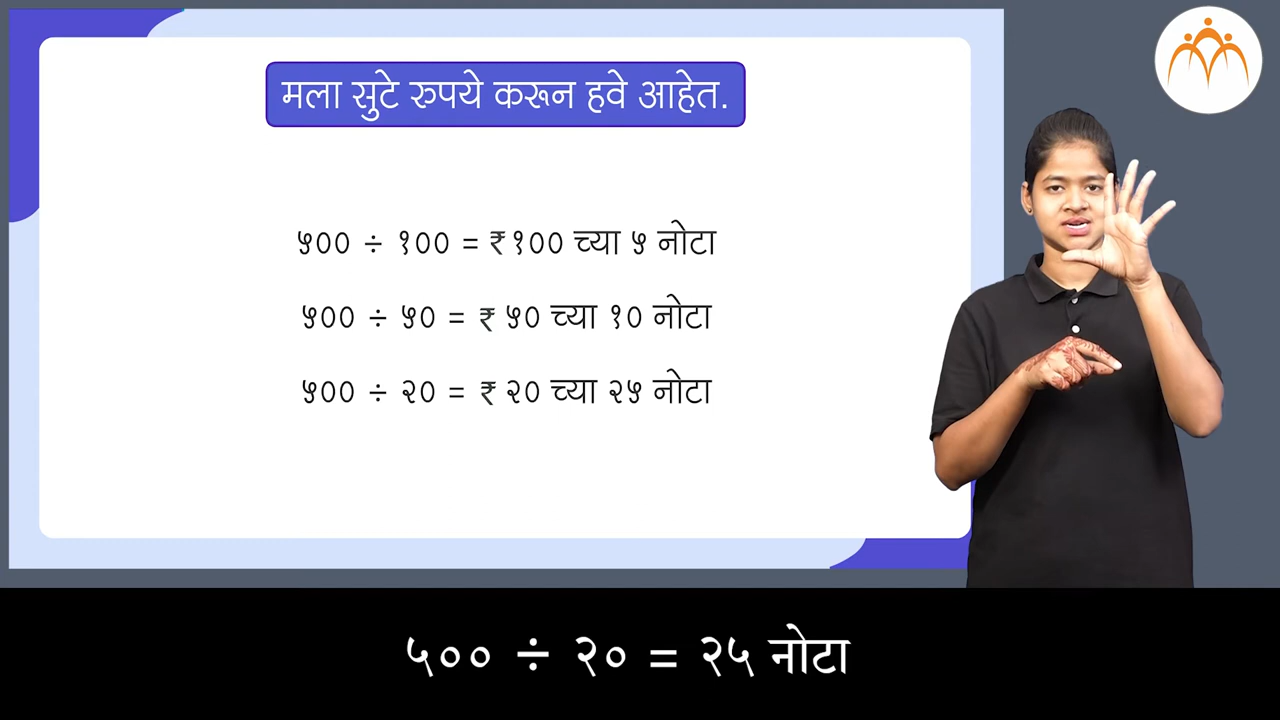 मला सुटे रुपये करून हवे आहेत.
५०० ÷ १०० = ₹१०० च्या ५ नोटा
५०० ÷ ५० = ₹ ५० च्या १० नोटा
५०० ÷ २० = ₹ २० च्या २५ नोटा
५०० ÷ २० = २५ नोटा